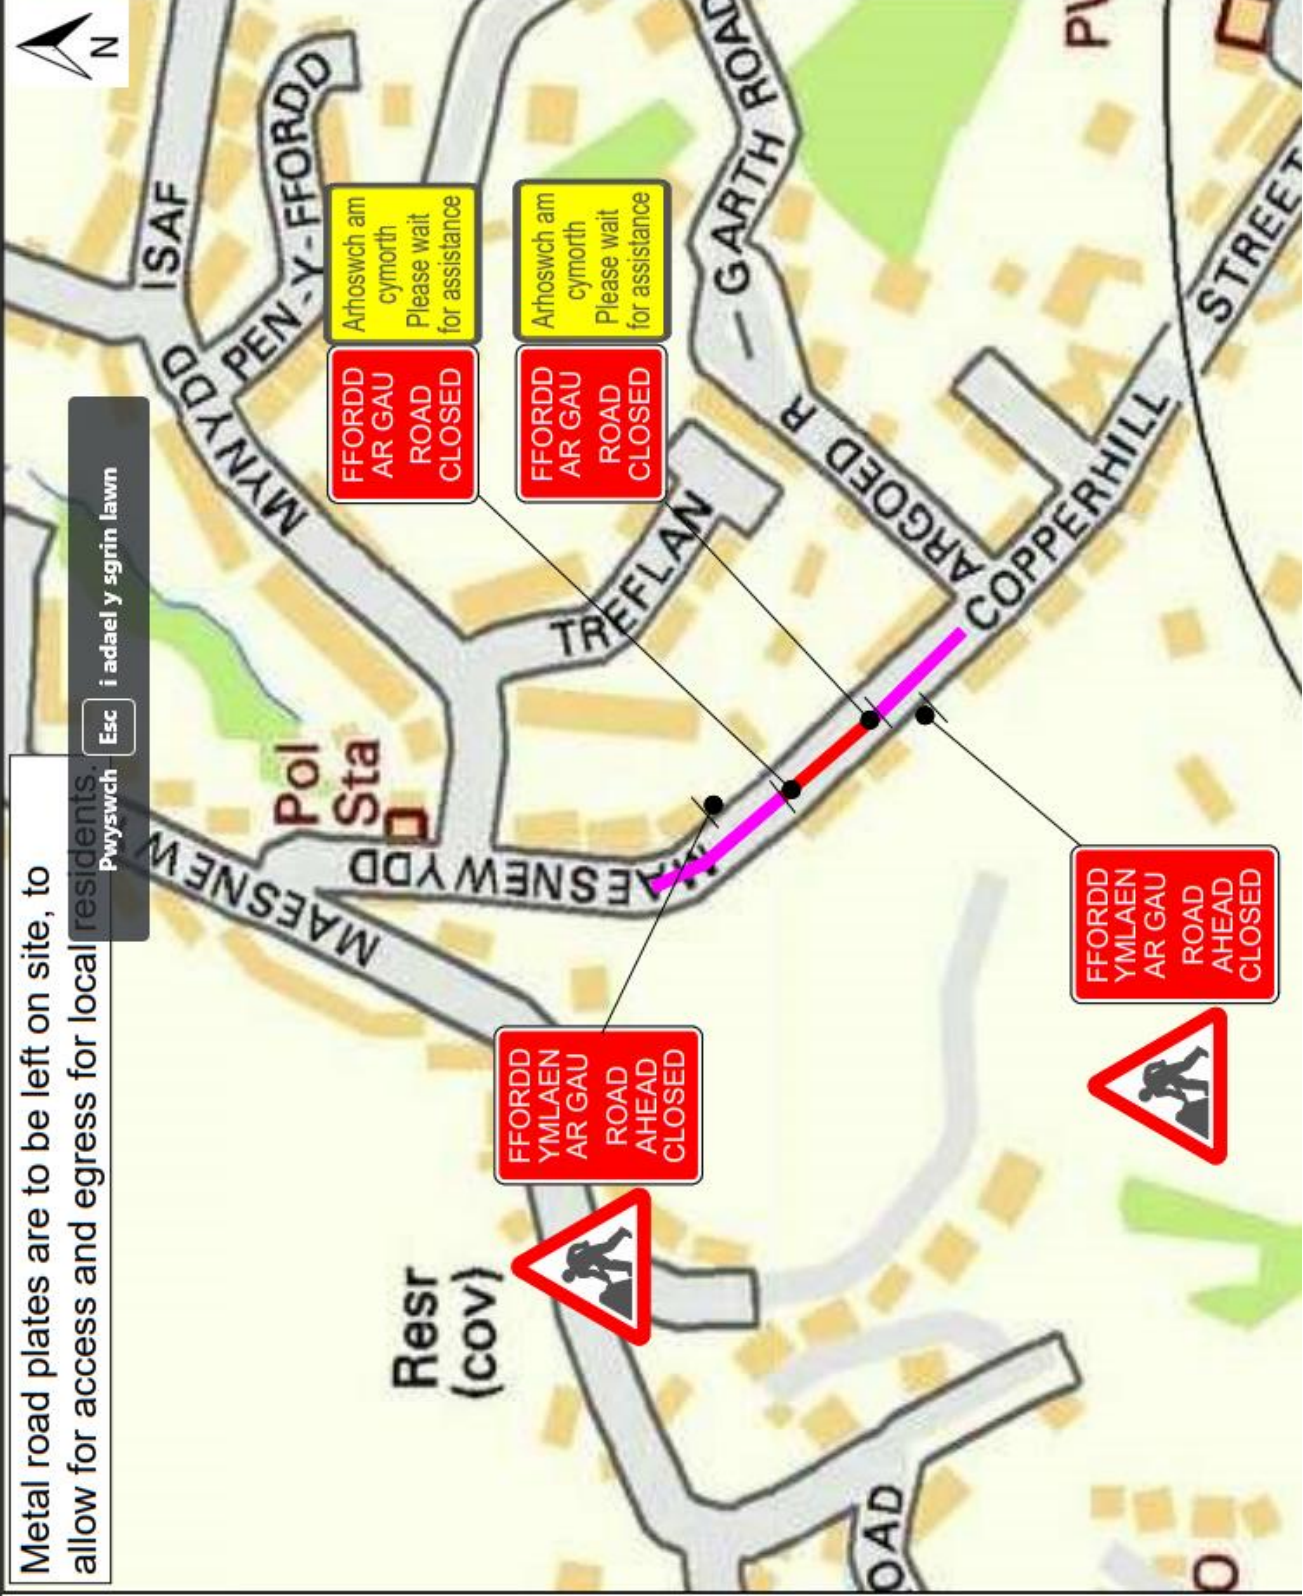 Metal road plates are to be left on site, to
allow for access and egress for local residents.
Pwyswch Esc i adael y sgrin lawn
N
ISAF
PEN-Y-FFORDD
MYNYDD
Pol
Sta
MAESNEW
MAESNEWYDD
TREFLAN
GARTH ROAD
ARGOED R
COPPERHILL
STREET
Resr
(cov)
OAD
FFORDD
AR GAU
ROAD
CLOSED
Arhoswch am
cymorth
Please wait
for assistance
FFORDD
AR GAU
ROAD
CLOSED
Arhoswch am
cymorth
Please wait
for assistance
FFORDD
YMLAEN
AR GAU
ROAD
AHEAD
CLOSED
FFORDD
YMLAEN
AR GAU
ROAD
AHEAD
CLOSED